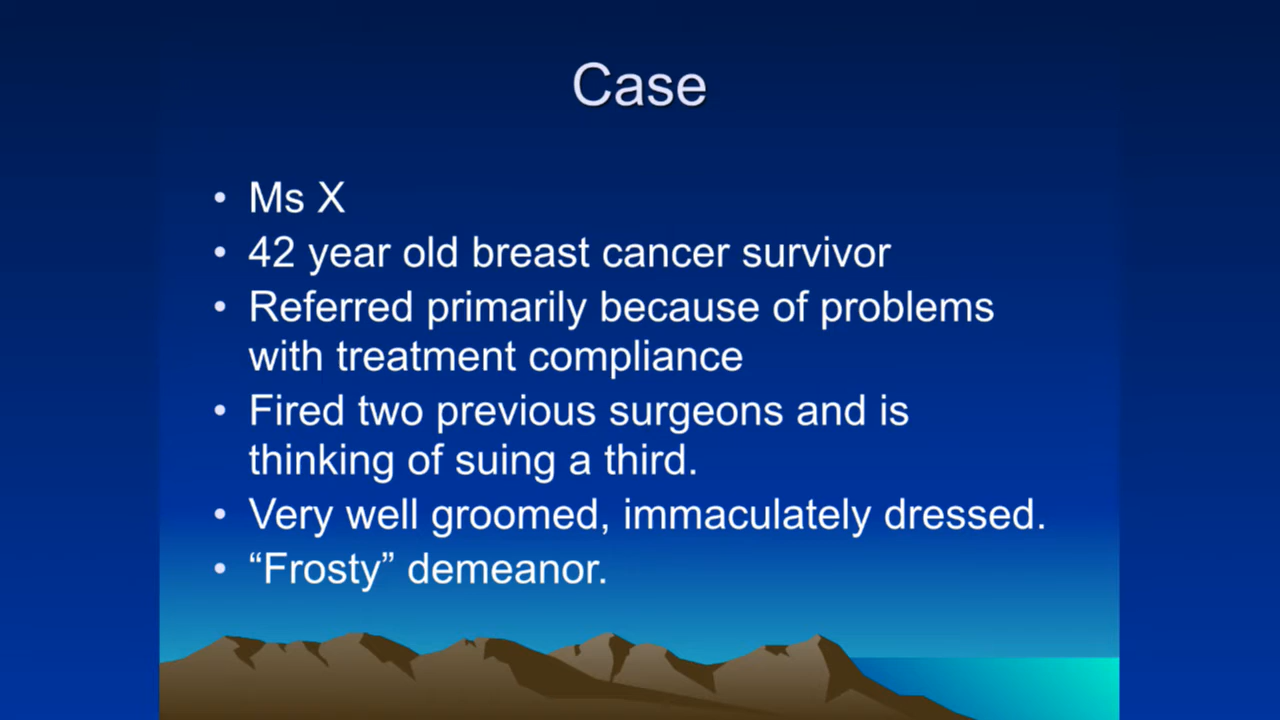 Case
• Ms X
• 42 year old breast cancer survivor
• Referred primarily because of problems
with treatment compliance
• Fired two previous surgeons and is
thinking of suing a third.
• Very well groomed, immaculately dressed.
• “Frosty” demeanor.